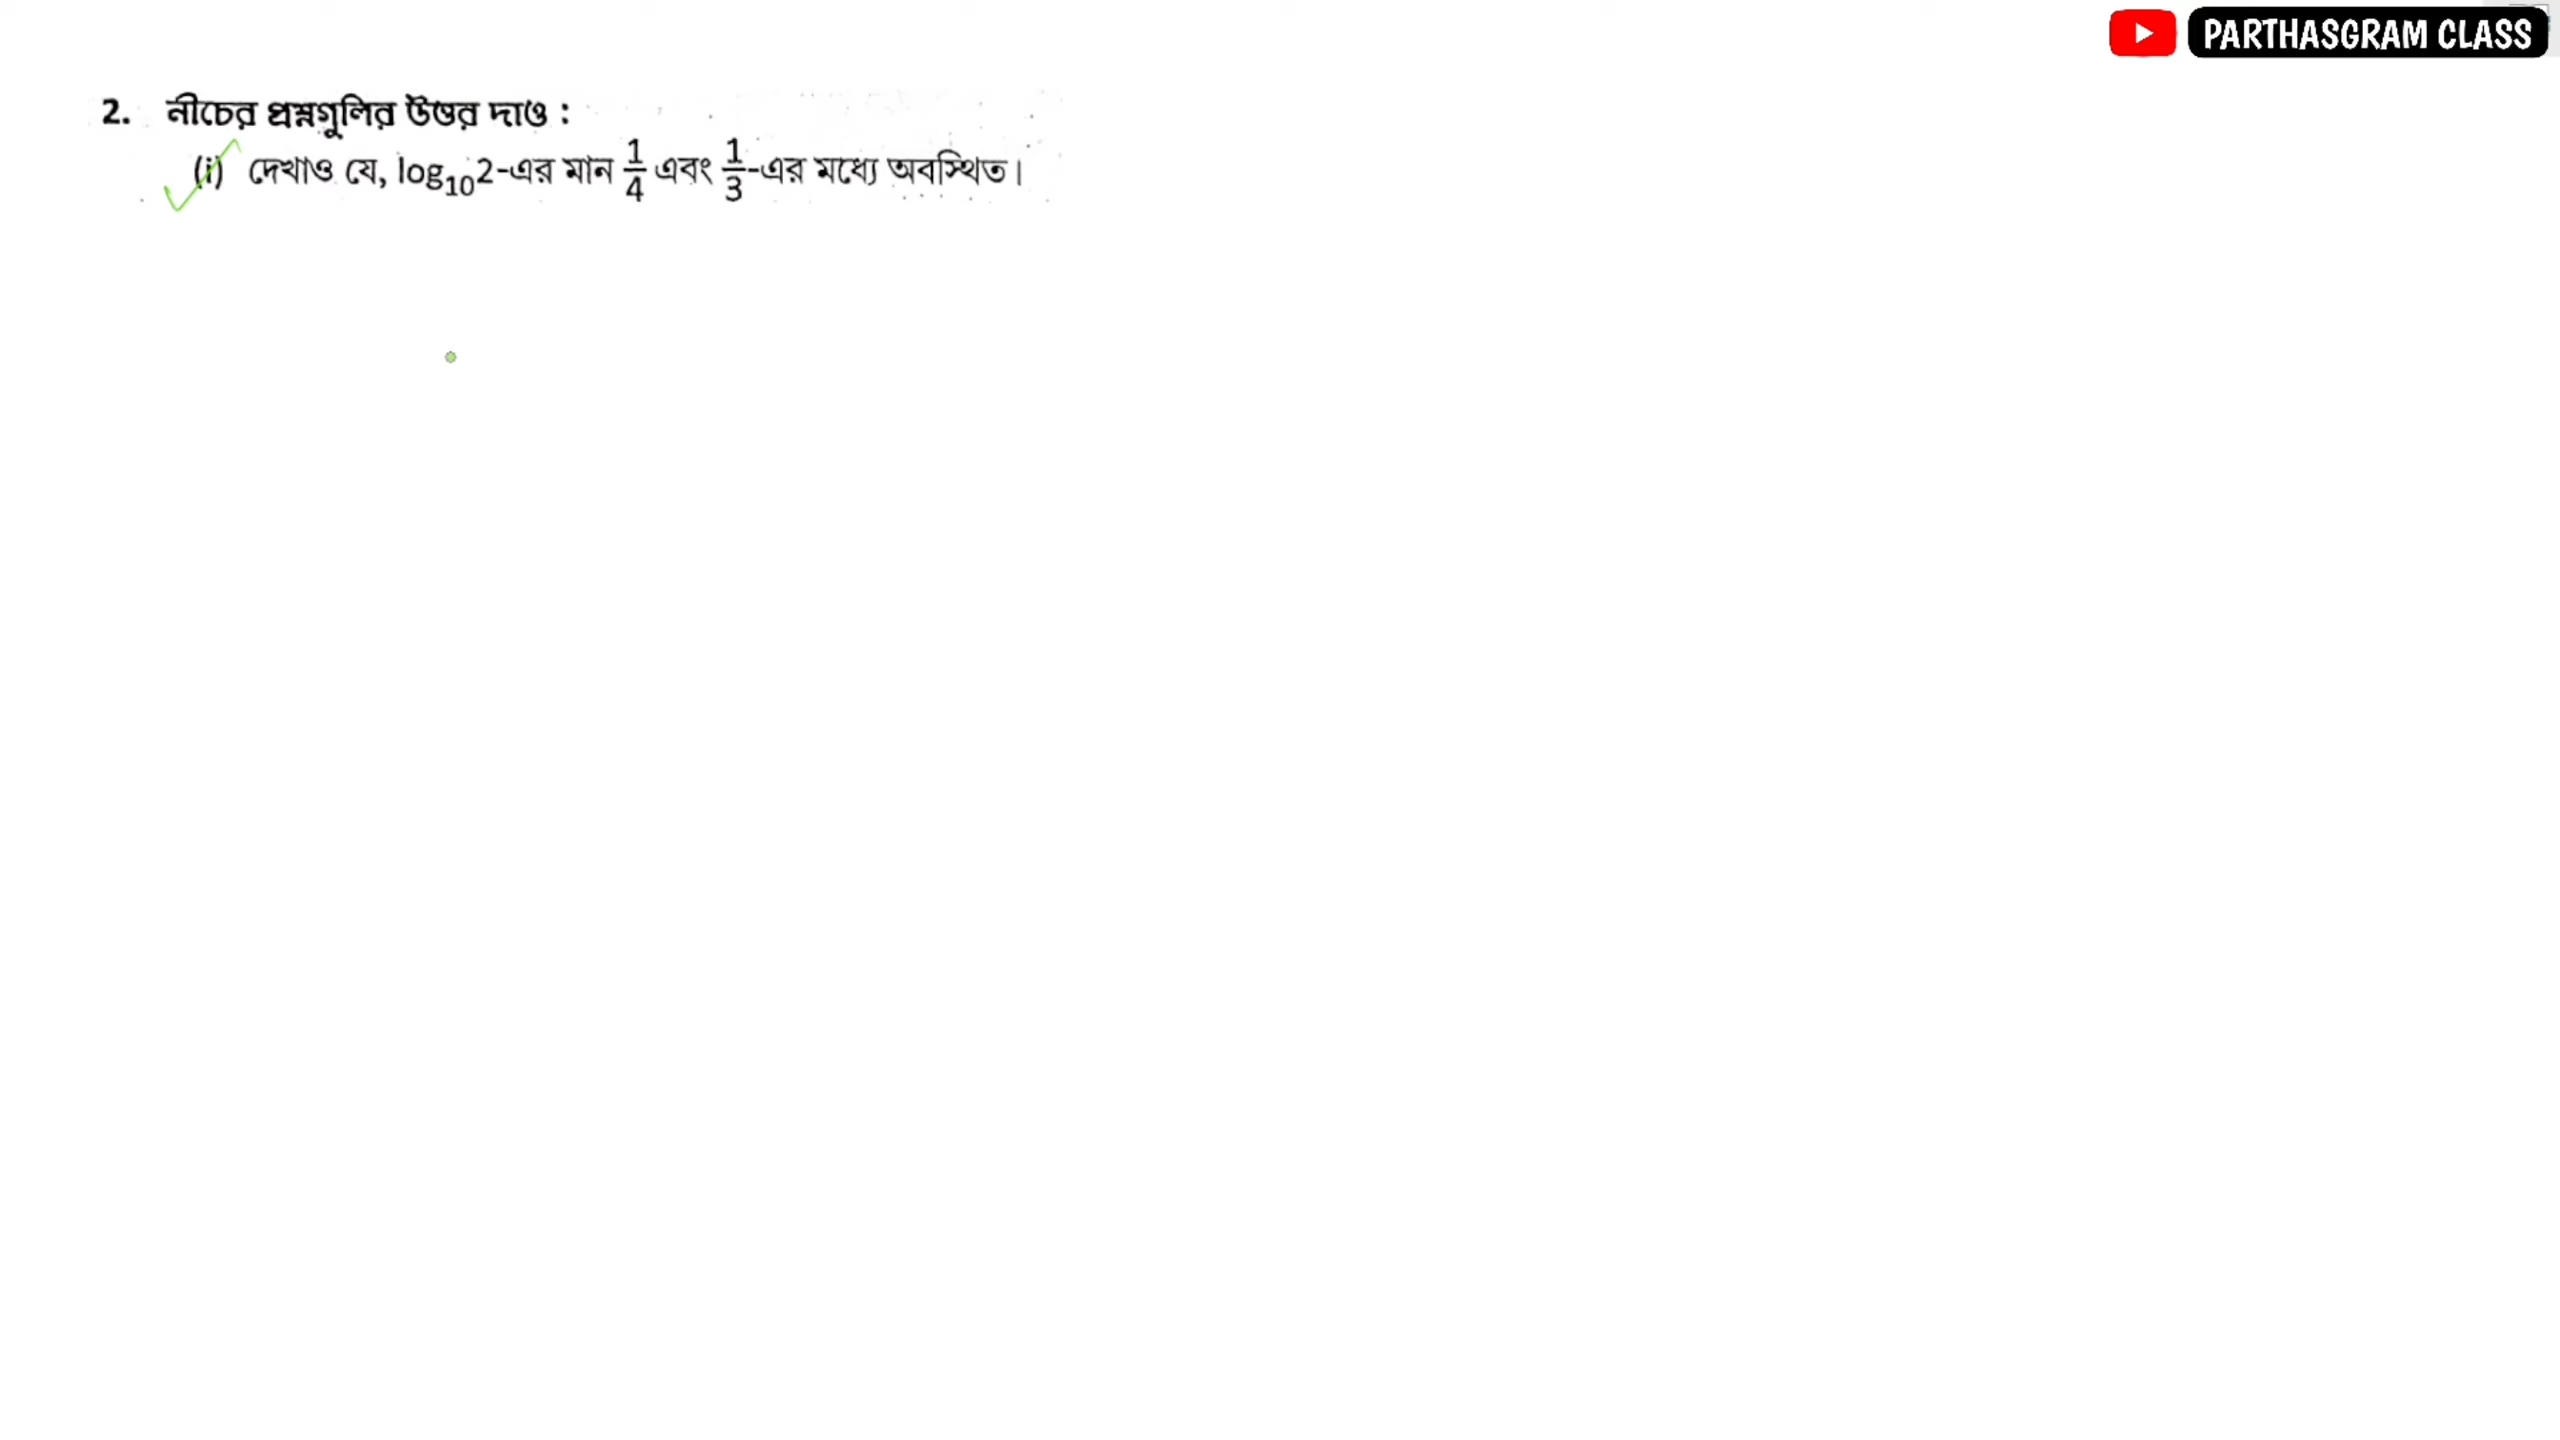 PARTHASGRAM CLASS
2. নীচের প্রশ্নগুলির উত্তর দাও :
(i) দেখাও যে, log₁₀2-এর মান 1/4 এবং 1/3-এর মধ্যে অবস্থিত।